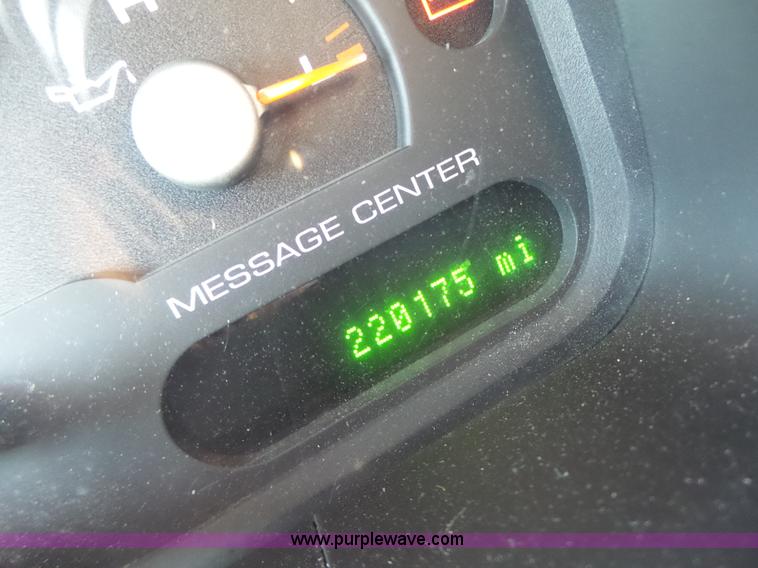 H
L
MESSAGE CENTER
220175 mi
www.purplewave.com